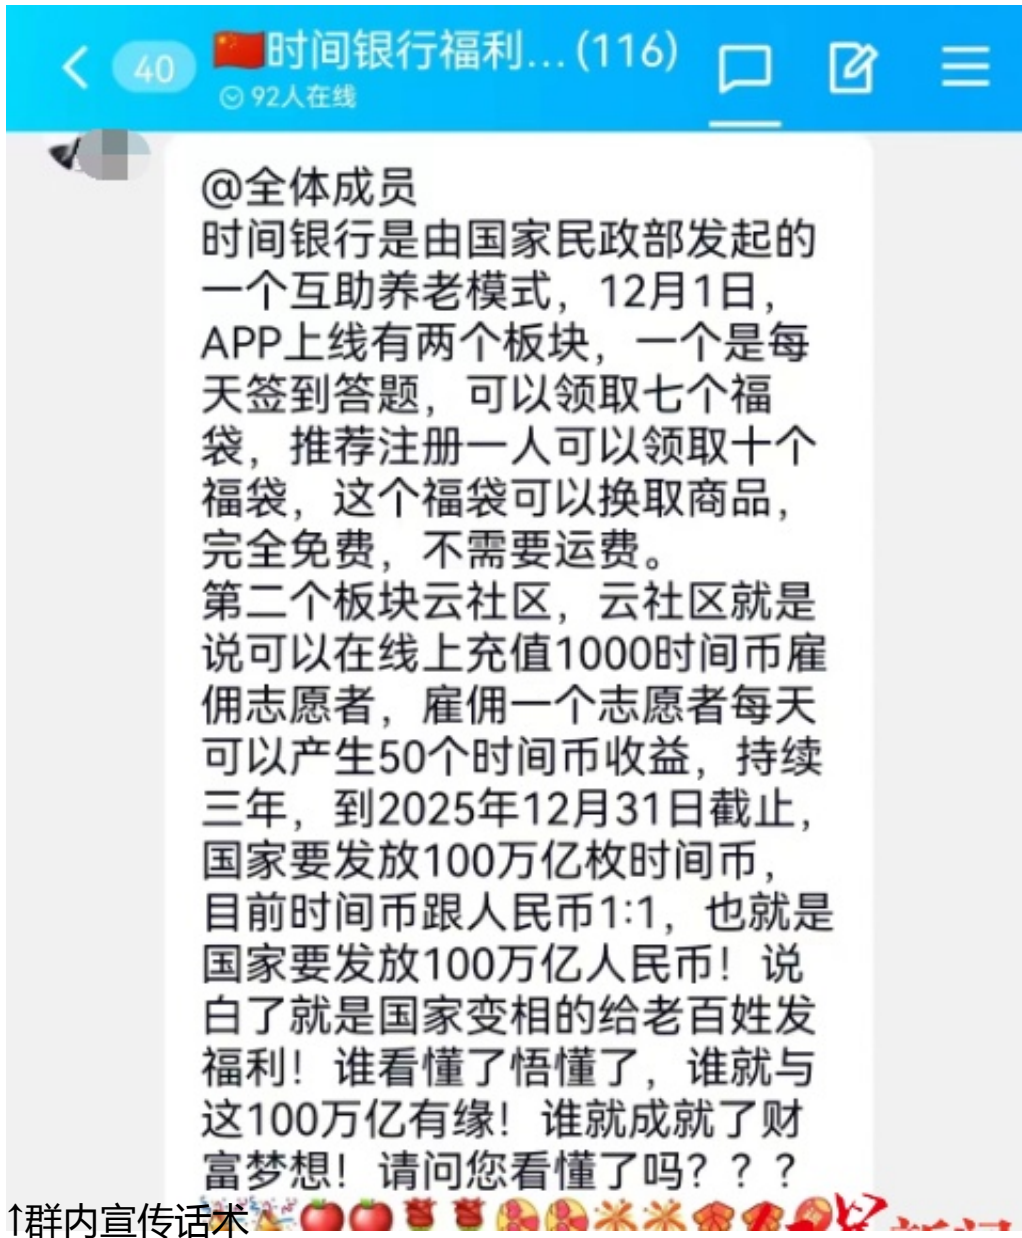 40
时间银行福利...(116)
92人在线
@全体成员
时间银行是由国家民政部发起的
一个互助养老模式，12月1日，
APP上线有两个板块，一个是每
天签到答题，可以领取七个福
袋，推荐注册一人可以领取十个
福袋，这个福袋可以换取商品，
完全免费，不需要运费。
第二个板块云社区，云社区就是
说可以在线上充值1000时间币雇
佣志愿者，雇佣一个志愿者每天
可以产生50个时间币收益，持续
三年，到2025年12月31日截止，
国家要发放100万亿枚时间币，
目前时间币跟人民币1:1，也就是
国家要发放100万亿人民币！说
白了就是国家变相的给老百姓发
福利！谁看懂了悟懂了，谁就与
这100万亿有缘！谁就成就了财
富梦想！请问您看懂了吗？？？
↑群内宣传话术